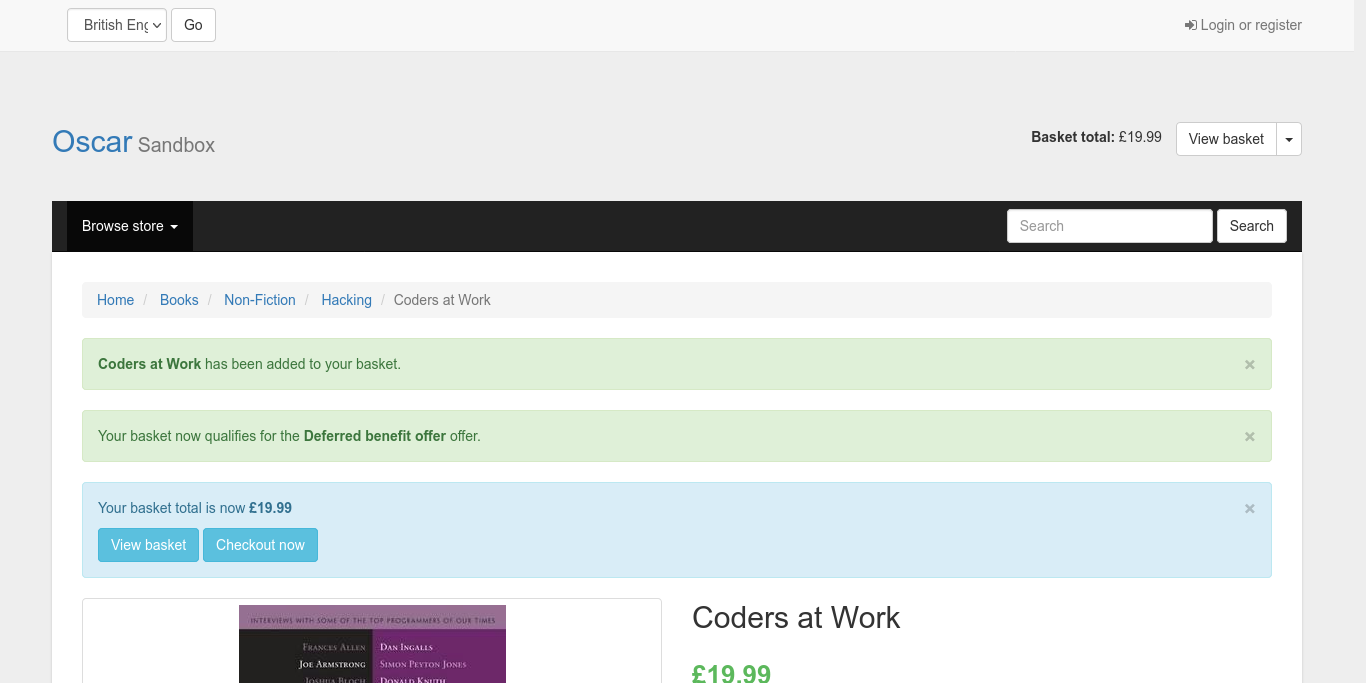 British Eng
Go
Login or register
Oscar Sandbox
Basket total: £19.99
View basket
Browse store
Search
Search
Home / Books / Non-Fiction / Hacking / Coders at Work
Coders at Work has been added to your basket.
×
Your basket now qualifies for the Deferred benefit offer offer.
×
Your basket total is now £19.99
×
View basket
Checkout now
INTERVIEWS WITH SOME OF THE TOP PROGRAMMERS OF OUR TIMES
FRANCES ALLEN
JOE ARMSTRONG
JOSHUA BLOCH
DAN INGALLS
SIMON PEYTON JONES
DONALD KNUTH
Coders at Work
£19.99